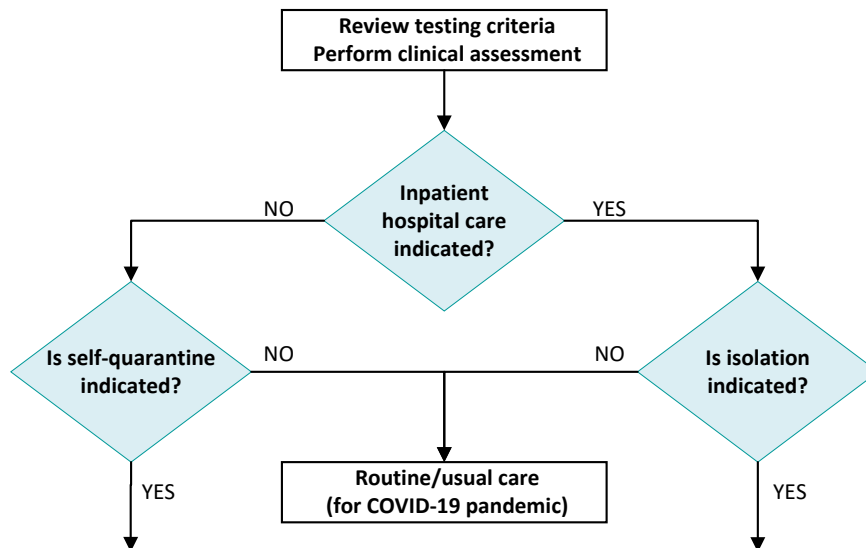 Review testing criteria
Perform clinical assessment
Inpatient
hospital care
indicated?
NO
YES
Is self-quarantine
indicated?
NO
NO
Is isolation
indicated?
Routine/usual care
(for COVID-19 pandemic)
YES
YES